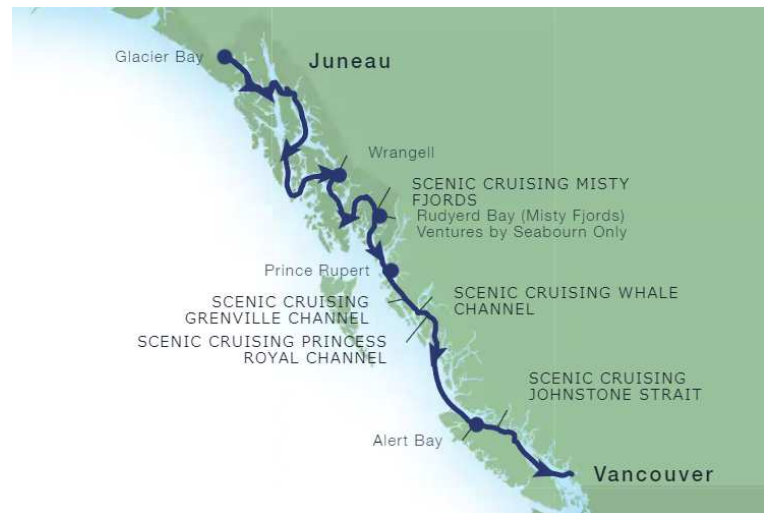 Glacier Bay
Juneau
Wrangell
SCENIC CRUISING MISTY
FJORDS
Rudyerd Bay (Misty Fjords)
Ventures by Seabourn Only
Prince Rupert
SCENIC CRUISING WHALE
CHANNEL
SCENIC CRUISING
GRENVILLE CHANNEL
SCENIC CRUISING PRINCESS
ROYAL CHANNEL
SCENIC CRUISING
JOHNSTONE STRAIT
Alert Bay
Vancouver